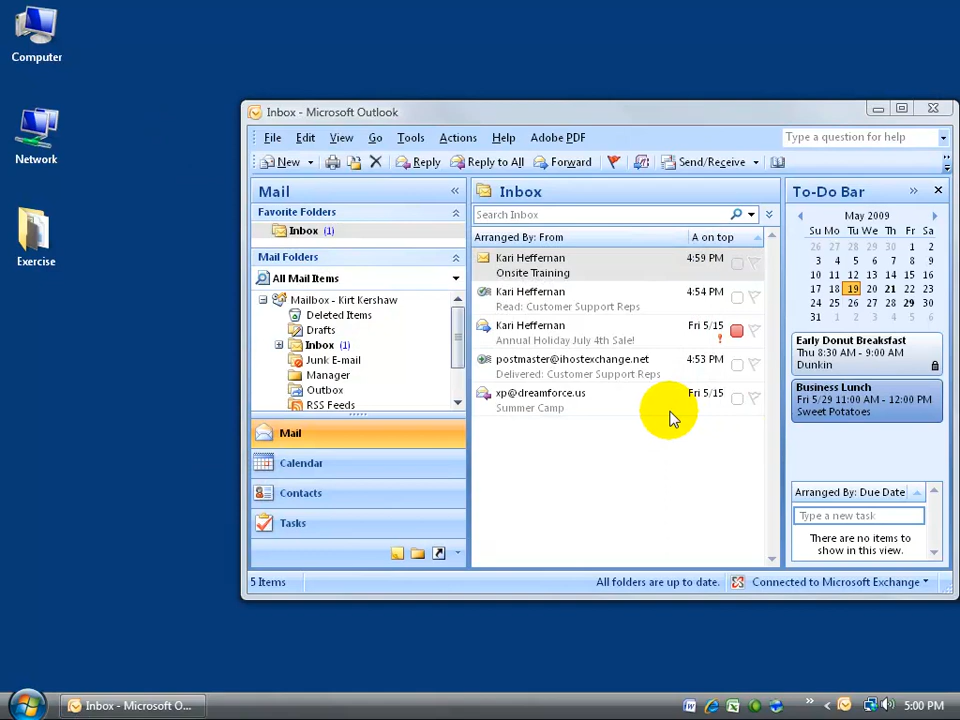 Computer
Network
Exercise
Inbox - Microsoft Outlook
File Edit View Go Tools Actions Help Adobe PDF
Type a question for help
New Reply Reply to All Forward Send/Receive
Mail
Favorite Folders
Inbox (1)
Mail Folders
All Mail Items
Mailbox - Kirt Kershaw
Deleted Items
Drafts
Inbox (1)
Junk E-mail
Manager
Outbox
RSS Feeds
Mail
Calendar
Contacts
Tasks
Inbox
Search Inbox
Arranged By: From A on top
Kari Heffernan 4:59 PM
Onsite Training
Kari Heffernan 4:54 PM
Read: Customer Support Reps
Kari Heffernan Fri 5/15
Annual Holiday July 4th Sale!
postmaster@ihostexchange.net 4:53 PM
Delivered: Customer Support Reps
xp@dreamforce.us Fri 5/15
Summer Camp
To-Do Bar
May 2009
Su Mo Tu We Th Fr Sa
26 27 28 29 30 1 2
3 4 5 6 7 8 9
10 11 12 13 14 15 16
17 18 19 20 21 22 23
24 25 26 27 28 29 30
31 1 2 3 4 5 6
Early Donut Breakfast
Thu 8:30 AM - 9:00 AM
Dunkin
Business Lunch
Fri 5/29 11:00 AM - 12:00 PM
Sweet Potatoes
Arranged By: Due Date
Type a new task
There are no items to
show in this view.
5 Items All folders are up to date. Connected to Microsoft Exchange
Inbox - Microsoft O... 5:00 PM